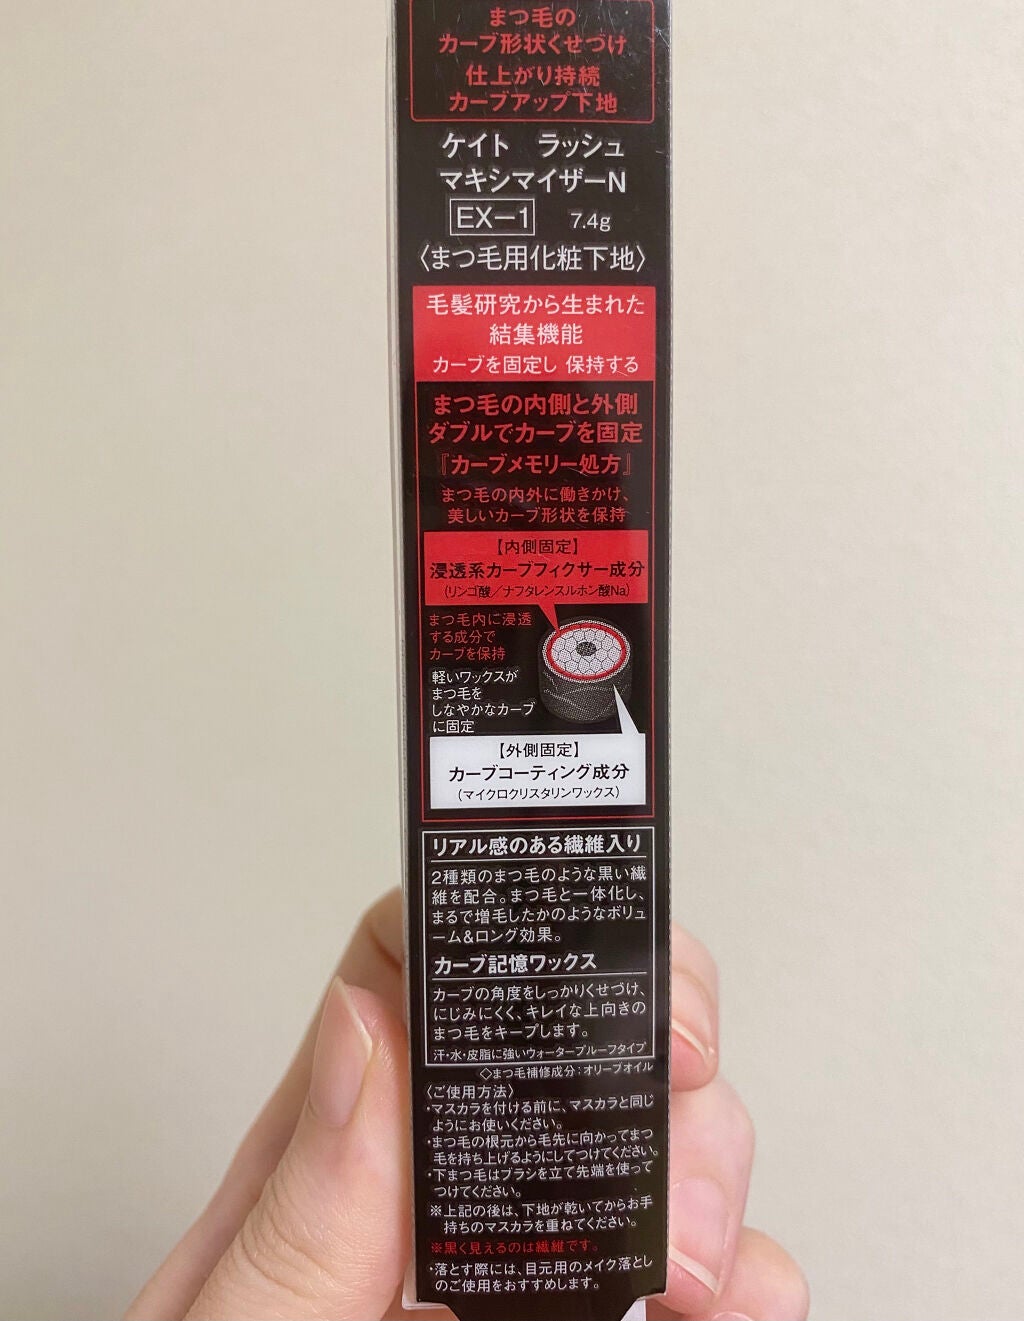 まつ毛の
カーブ形状くせづけ
仕上がり持続
カーブアップ下地
ケイト ラッシュ
マキシマイザーN
EX-1 7.4g
〈まつ毛用化粧下地〉
毛髪研究から生まれた
結集機能
カーブを固定し 保持する
まつ毛の内側と外側
ダブルでカーブを固定
『カーブメモリー処方』
まつ毛の内外に働きかけ、
美しいカーブ形状を保持
【内側固定】
浸透系カーブフィクサー成分
(リンゴ酸/ナフタレンスルホン酸Na)
まつ毛内に浸透
する成分で
カーブを保持
軽いワックスが
まつ毛を
しなやかなカーブ
に固定
【外側固定】
カーブコーティング成分
(マイクロクリスタリンワックス)
リアル感のある繊維入り
2種類のまつ毛のような黒い繊
維を配合。まつ毛と一体化し、
まるで増毛したかのようなボリュ
ーム&ロング効果。
カーブ記憶ワックス
カーブの角度をしっかりくせづけ、
にじみにくく、キレイな上向きの
まつ毛をキープします。
汗・水・皮脂に強いウォータープルーフタイプ
◇まつ毛補修成分:オリーブオイル
〈ご使用方法〉
・マスカラを付ける前に、マスカラと同じ
ようにお使いください。
・まつ毛の根元から毛先に向かってまつ
毛を持ち上げるようにしてつけてください。
・下まつ毛はブラシを立て先端を使って
つけてください。
※上記の後は、下地が乾いてからお手
持ちのマスカラを重ねてください。
※黒く見えるのは繊維です。
・落とす際には、目元用のメイク落とし
のご使用をおすすめします。